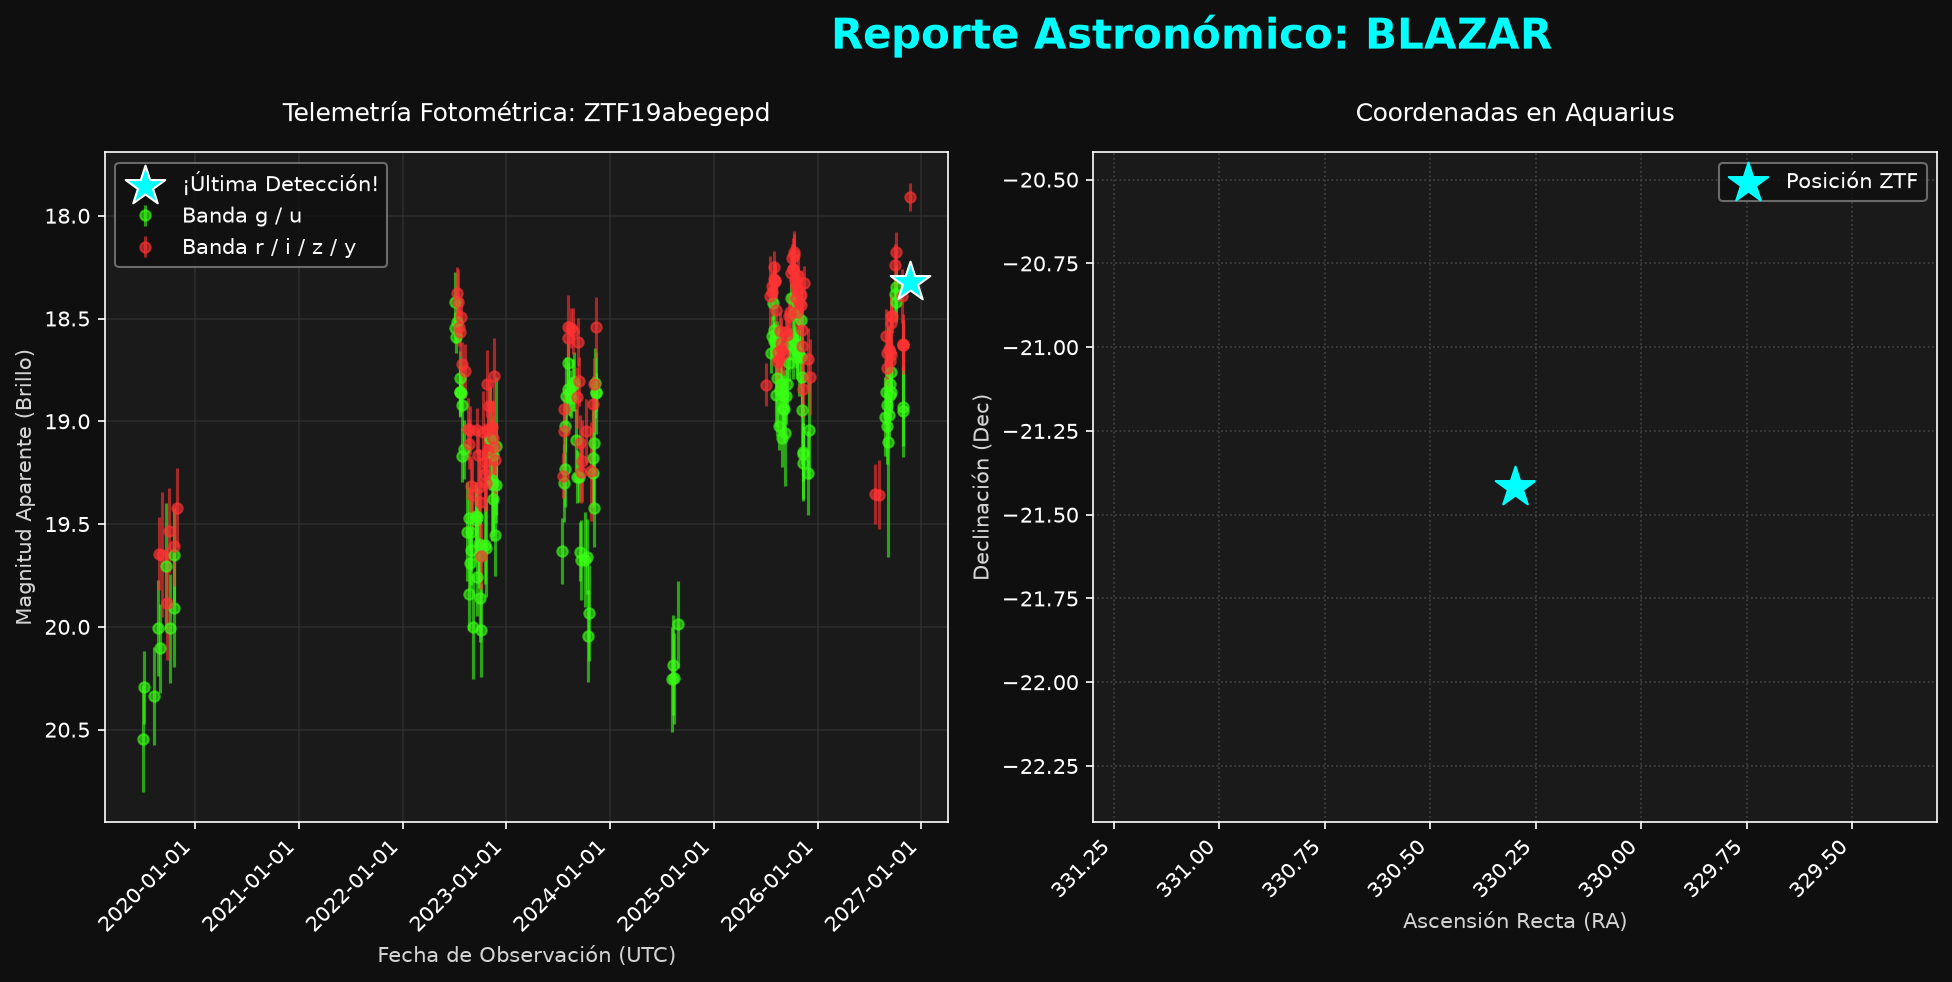 Reporte Astronómico: BLAZAR
Telemetría Fotométrica: ZTF19abegepd
¡Última Detección!
Banda g / u
Banda r / i / z / y
18.0
18.5
19.0
19.5
20.0
20.5
Magnitud Aparente (Brillo)
2020-01-01
2021-01-01
2022-01-01
2023-01-01
2024-01-01
2025-01-01
2026-01-01
2027-01-01
Fecha de Observación (UTC)
Coordenadas en Aquarius
Posición ZTF
−20.50
−20.75
−21.00
−21.25
−21.50
−21.75
−22.00
−22.25
Declinación (Dec)
331.25
331.00
330.75
330.50
330.25
330.00
329.75
329.50
Ascensión Recta (RA)